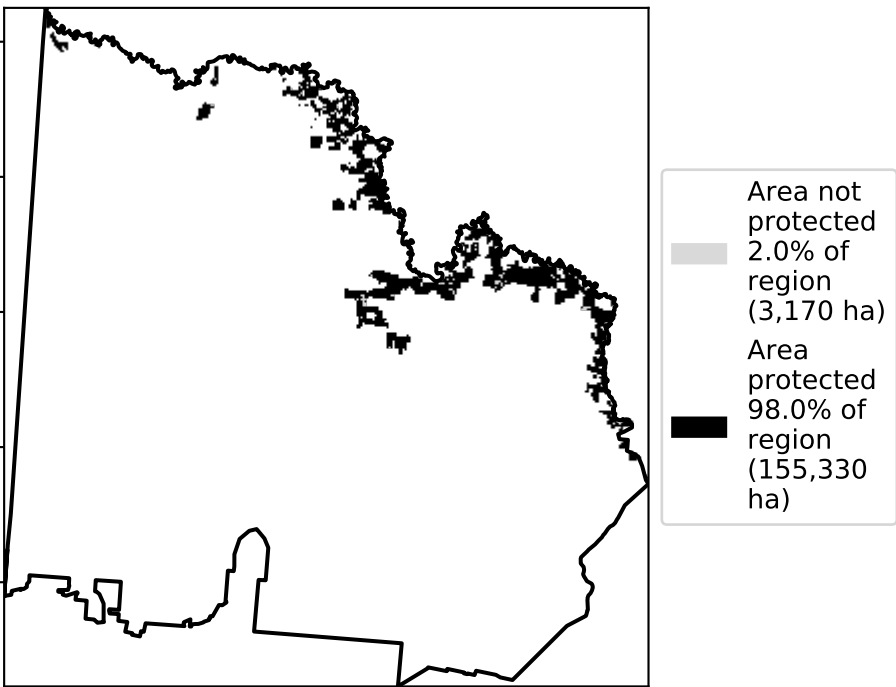 Area not
protected
2.0% of
region
(3,170 ha)
Area
protected
98.0% of
region
(155,330
ha)